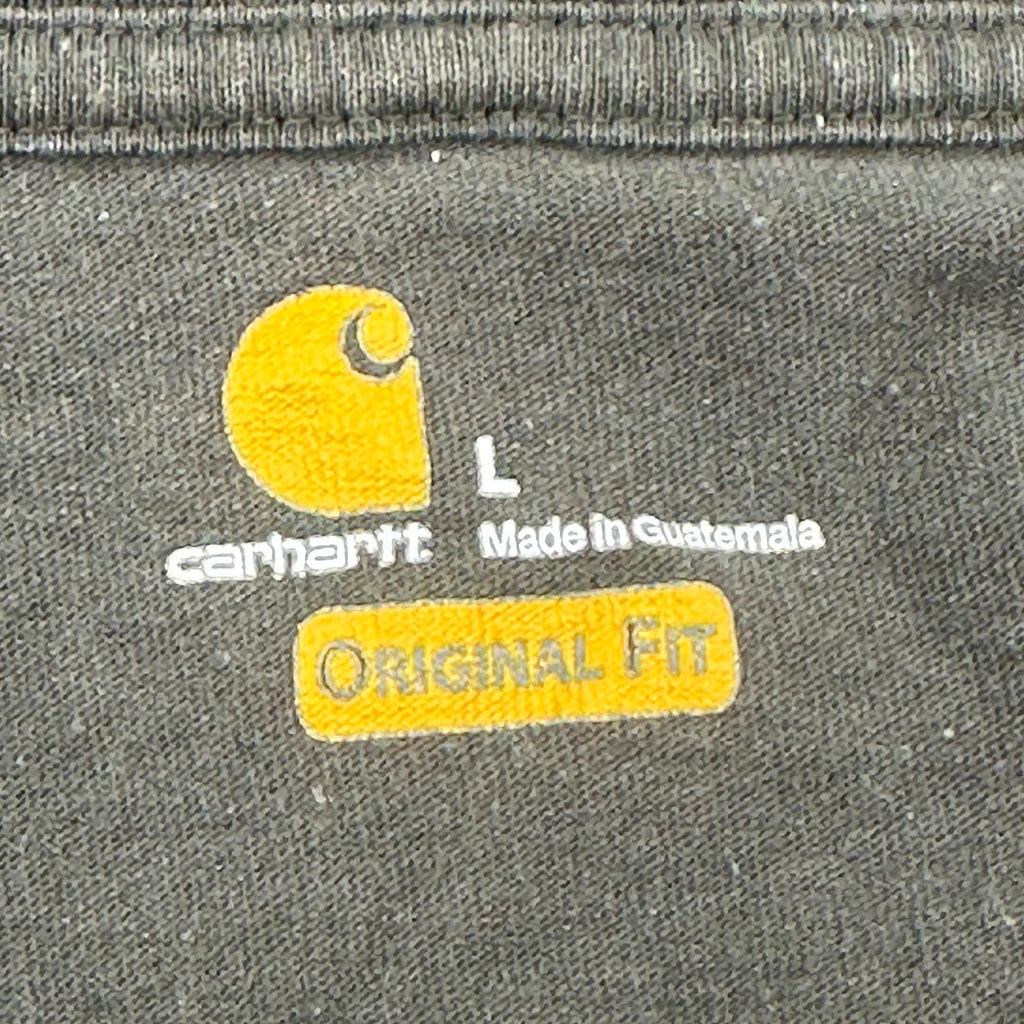 L
carhartt Made in Guatemala
ORIGINAL FIT